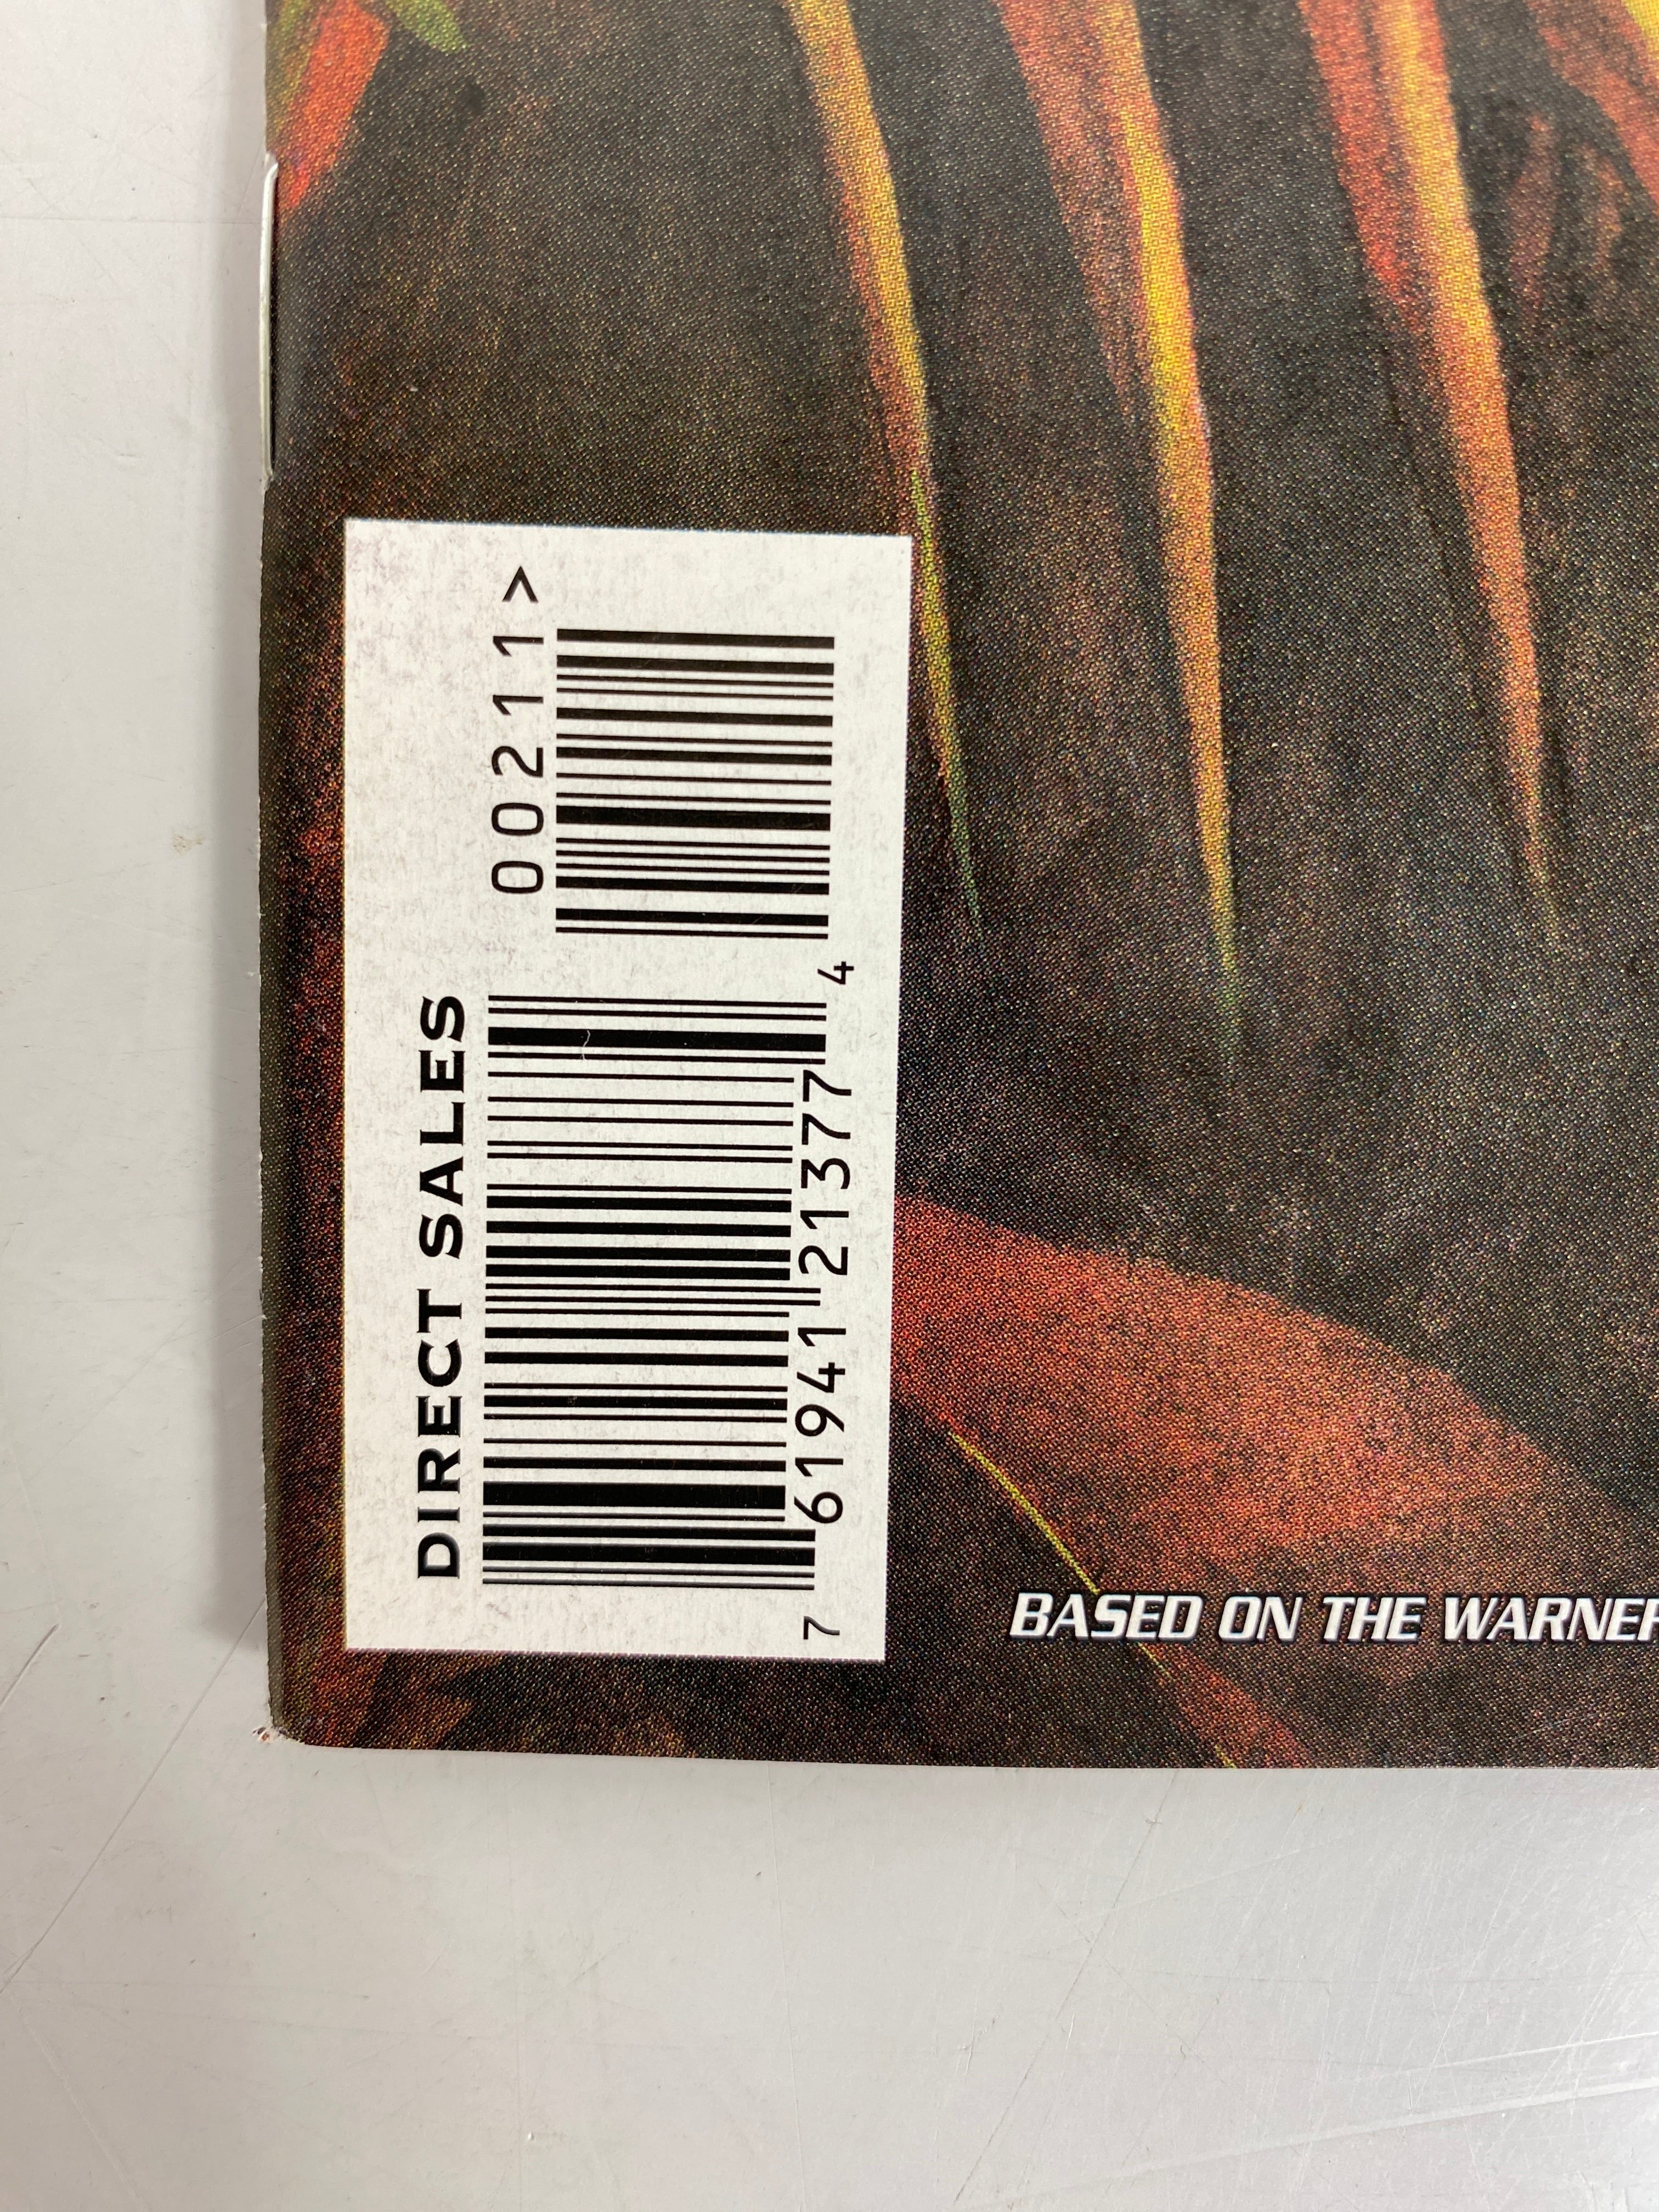 DIRECT SALES
00211>
7 61941 21377 4
BASED ON THE WARNER